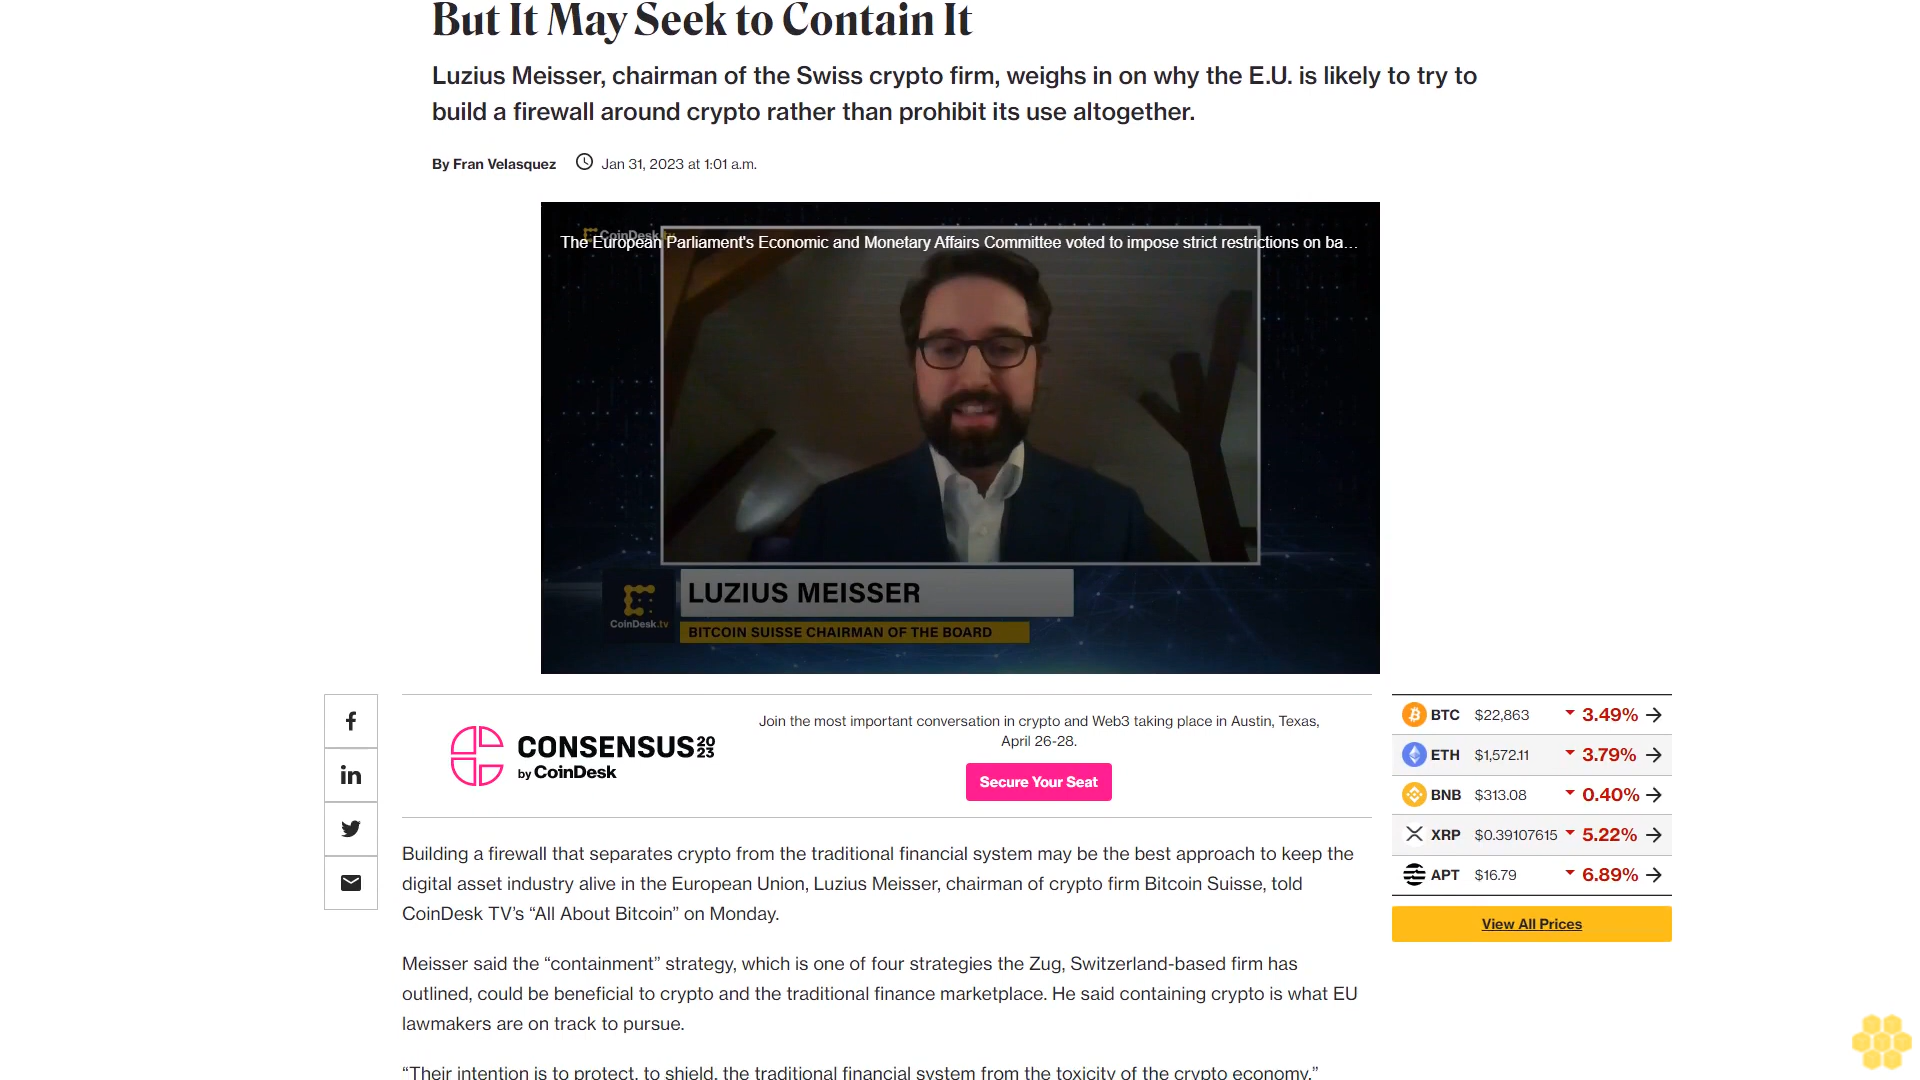 But It May Seek to Contain It
Luzius Meisser, chairman of the Swiss crypto firm, weighs in on why the E.U. is likely to try to
build a firewall around crypto rather than prohibit its use altogether.
By Fran Velasquez Jan 31, 2023 at 1:01 a.m.
CoinDesk.tv
The European Parliament's Economic and Monetary Affairs Committee voted to impose strict restrictions on ba...
LUZIUS MEISSER
CoinDesk.tv
BITCOIN SUISSE CHAIRMAN OF THE BOARD
f
in
CONSENSUS 2023
by CoinDesk
Join the most important conversation in crypto and Web3 taking place in Austin, Texas,
April 26-28.
Secure Your Seat
BTC $22,863 3.49%
ETH $1,572.11 3.79%
BNB $313.08 0.40%
XRP $0.39107615 5.22%
APT $16.79 6.89%
View All Prices
Building a firewall that separates crypto from the traditional financial system may be the best approach to keep the
digital asset industry alive in the European Union, Luzius Meisser, chairman of crypto firm Bitcoin Suisse, told
CoinDesk TV’s “All About Bitcoin” on Monday.
Meisser said the “containment” strategy, which is one of four strategies the Zug, Switzerland-based firm has
outlined, could be beneficial to crypto and the traditional finance marketplace. He said containing crypto is what EU
lawmakers are on track to pursue.
“Their intention is to protect, to shield, the traditional financial system from the toxicity of the crypto economy,”